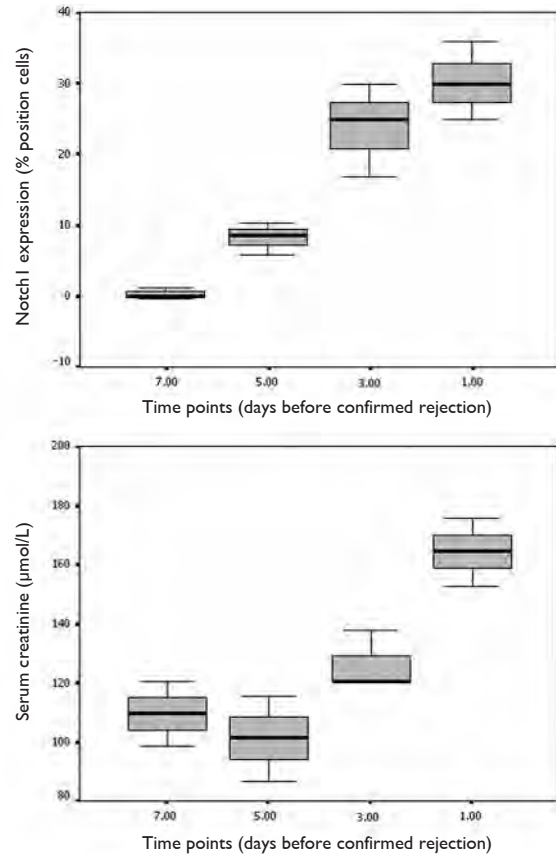 40
30
20
10
0
-10
Notch1 expression (% position cells)
7.00 5.00 3.00 1.00
Time points (days before confirmed rejection)
200
180
160
140
120
100
80
Serum creatinine (µmol/L)
7.00 5.00 3.00 1.00
Time points (days before confirmed rejection)